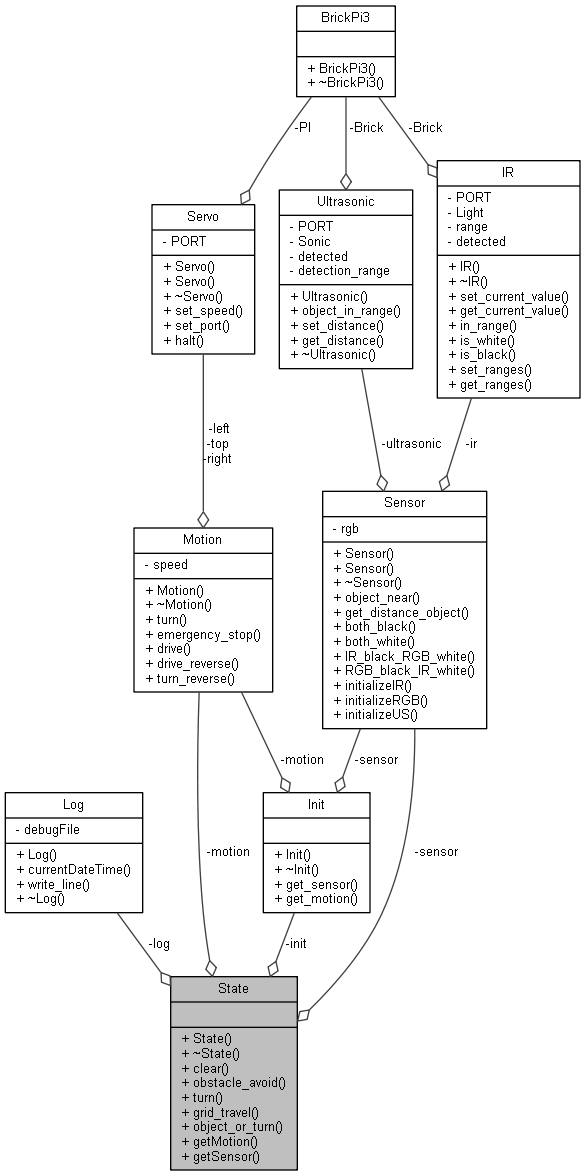 BrickPi3
+ BrickPi3()
+ ~BrickPi3()
-PI
-Brick
-Brick
IR
- PORT
- Light
- range
- detected
+ IR()
+ ~IR()
+ set_current_value()
+ get_current_value()
+ in_range()
+ is_white()
+ is_black()
+ set_ranges()
+ get_ranges()
Ultrasonic
- PORT
- Sonic
- detected
- detection_range
+ Ultrasonic()
+ object_in_range()
+ set_distance()
+ get_distance()
+ ~Ultrasonic()
Servo
- PORT
+ Servo()
+ Servo()
+ ~Servo()
+ set_speed()
+ set_port()
+ halt()
-left
-top
-right
-ultrasonic
-ir
Sensor
- rgb
+ Sensor()
+ Sensor()
+ ~Sensor()
+ object_near()
+ get_distance_object()
+ both_black()
+ both_white()
+ IR_black_RGB_white()
+ RGB_black_IR_white()
+ initializeIR()
+ initializeRGB()
+ initializeUS()
Motion
- speed
+ Motion()
+ ~Motion()
+ turn()
+ emergency_stop()
+ drive()
+ drive_reverse()
+ turn_reverse()
-motion
-sensor
Log
- debugFile
+ Log()
+ currentDateTime()
+ write_line()
+ ~Log()
-motion
Init
+ Init()
+ ~Init()
+ get_sensor()
+ get_motion()
-sensor
-log
-init
State
+ State()
+ ~State()
+ clear()
+ obstacle_avoid()
+ turn()
+ grid_travel()
+ object_or_turn()
+ getMotion()
+ getSensor()